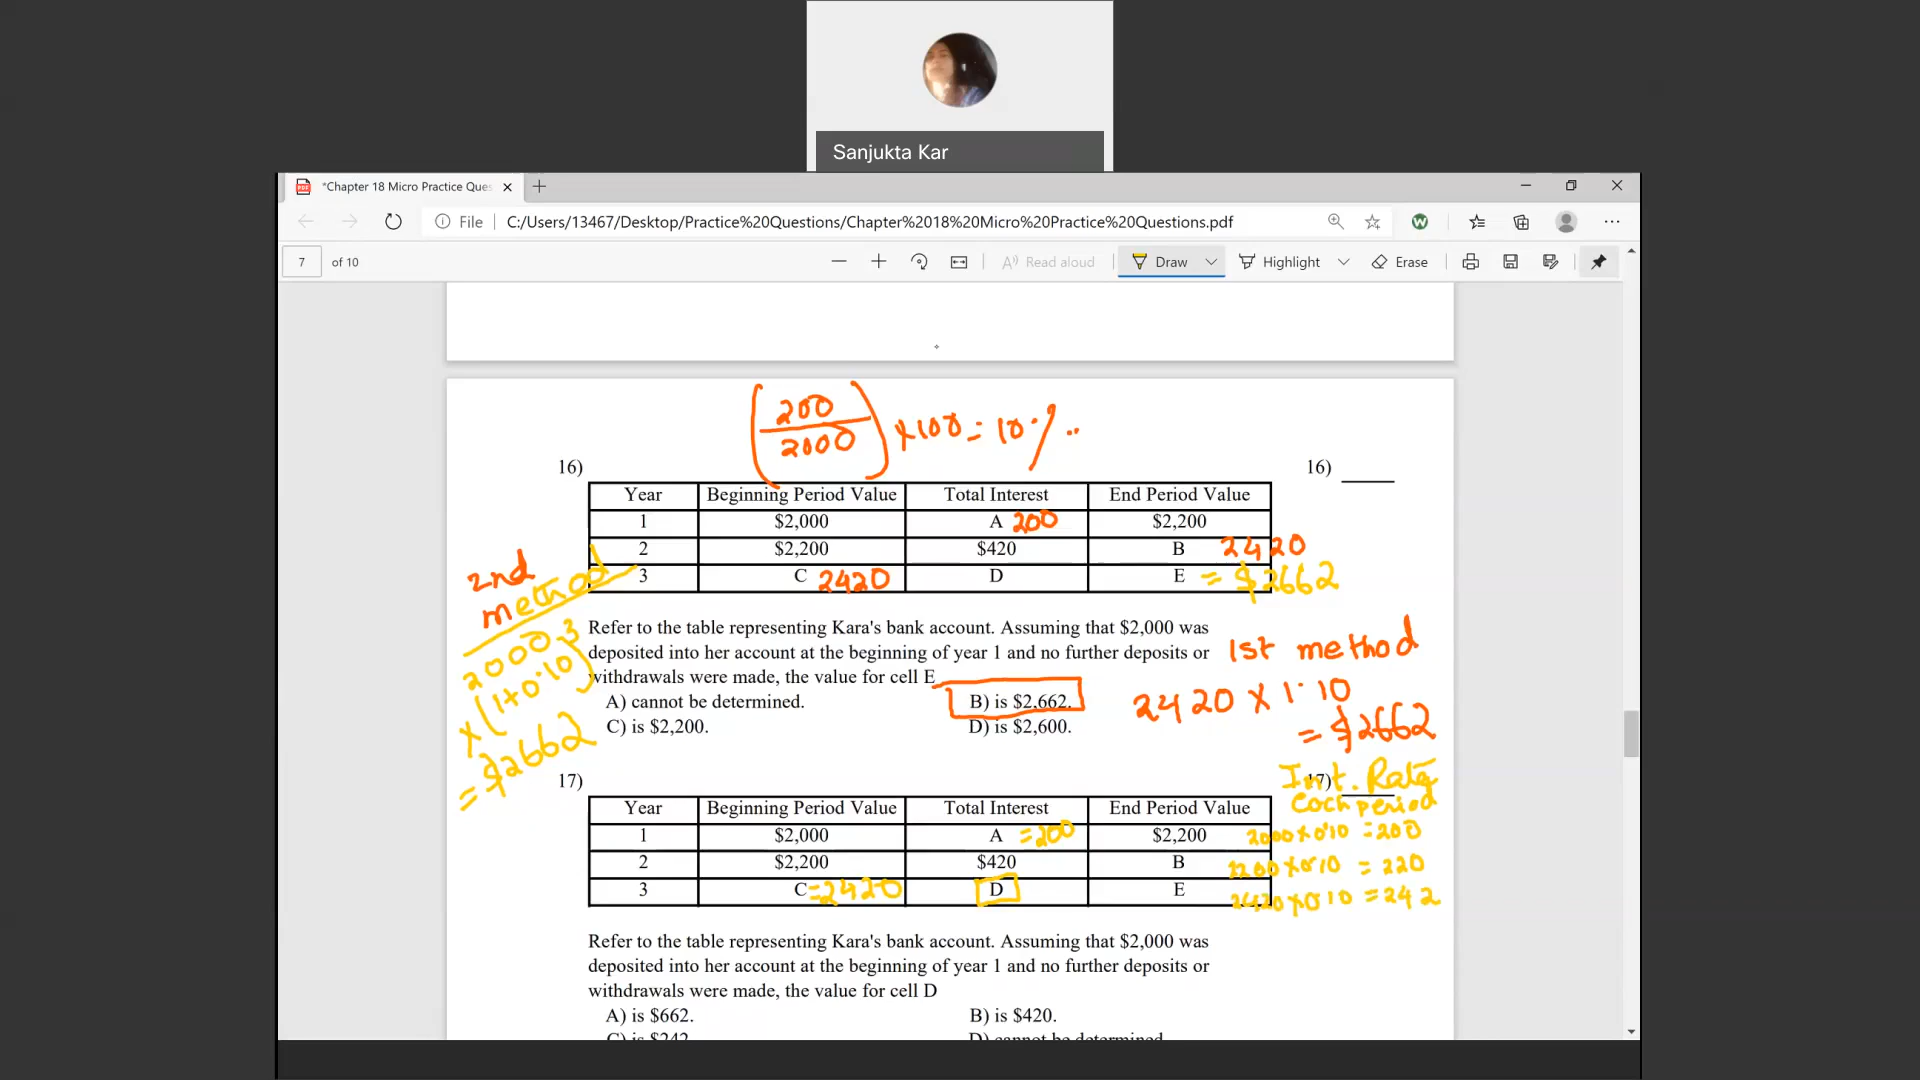 Sanjukta Kar
*Chapter 18 Micro Practice Ques
File C:/Users/13467/Desktop/Practice%20Questions/Chapter%2018%20Micro%20Practice%20Questions.pdf
7 of 10 Read aloud Draw Highlight Erase
(200/2000) × 100 = 10%.
16) 16)
Year Beginning Period Value Total Interest End Period Value
1 $2,000 A 200 $2,200
2 $2,200 $420 B 2420
3 C 2420 D E = $2662
2nd
method
2000
× (1+0.10)3
= $2662
Refer to the table representing Kara's bank account. Assuming that $2,000 was
deposited into her account at the beginning of year 1 and no further deposits or
withdrawals were made, the value for cell E
A) cannot be determined. B) is $2,662.
C) is $2,200. D) is $2,600.
1st method
2420 × 1.10
= $2662
17) 17)
Int. Rate
period
Year Beginning Period Value Total Interest End Period Value
1 $2,000 A = 200 $2,200 2000×0.10 = 200
2 $2,200 $420 B 2200×0.10 = 220
3 C = 2420 D E 2420×0.10 = 242
Refer to the table representing Kara's bank account. Assuming that $2,000 was
deposited into her account at the beginning of year 1 and no further deposits or
withdrawals were made, the value for cell D
A) is $662. B) is $420.
C) is $242. D) cannot be determined.